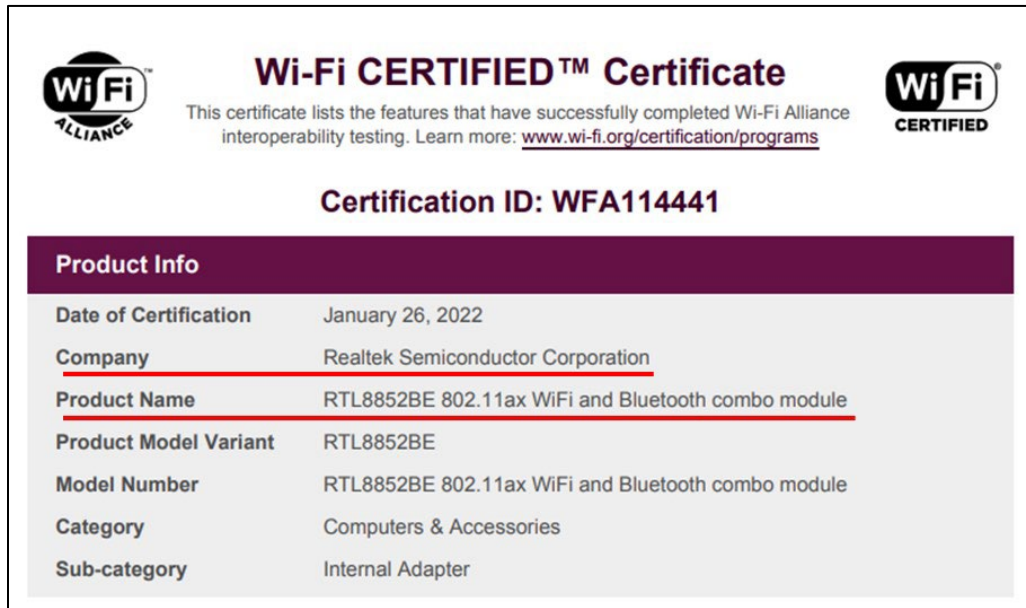 Wi Fi ™
ALLIANCE
Wi-Fi CERTIFIED™ Certificate
This certificate lists the features that have successfully completed Wi-Fi Alliance
interoperability testing. Learn more: www.wi-fi.org/certification/programs
Wi Fi ®
CERTIFIED
Certification ID: WFA114441
Product Info
Date of Certification January 26, 2022
Company Realtek Semiconductor Corporation
Product Name RTL8852BE 802.11ax WiFi and Bluetooth combo module
Product Model Variant RTL8852BE
Model Number RTL8852BE 802.11ax WiFi and Bluetooth combo module
Category Computers & Accessories
Sub-category Internal Adapter